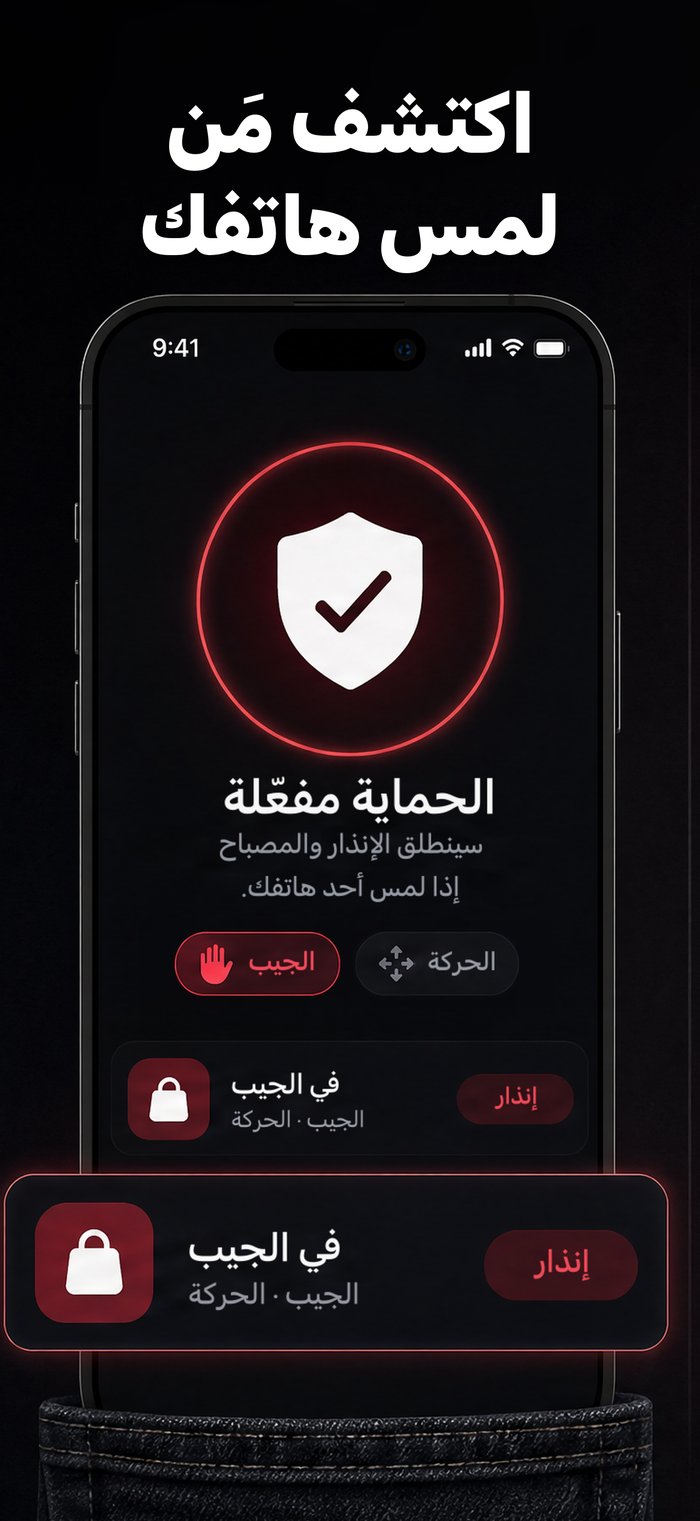 اكتشف مَن
لمس هاتفك
9:41
الحماية مفعّلة
سينطلق الإنذار والمصباح
إذا لمس أحد هاتفك.
الحركة
الجيب
في الجيب
الجيب · الحركة
إنذار
في الجيب
الجيب · الحركة
إنذار